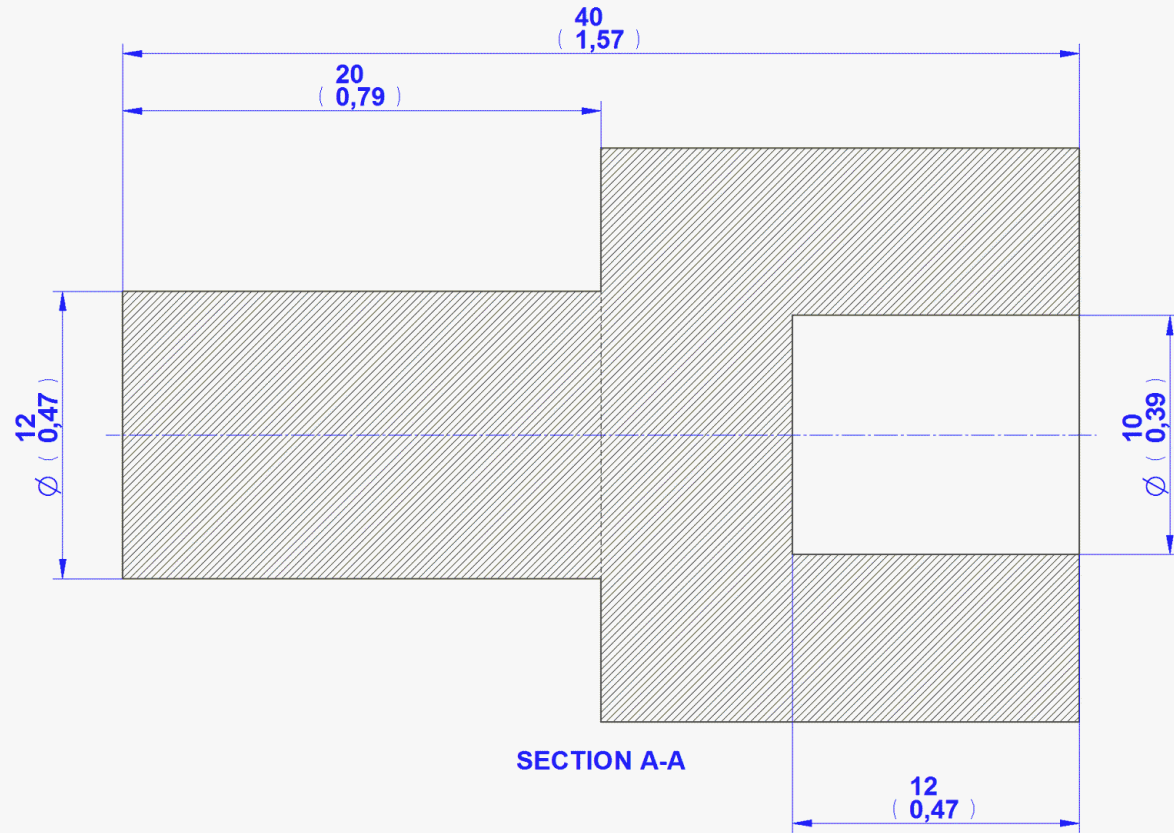 40
( 1,57 )
20
( 0,79 )
12
Ø ( 0,47 )
10
Ø ( 0,39 )
SECTION A-A
12
( 0,47 )